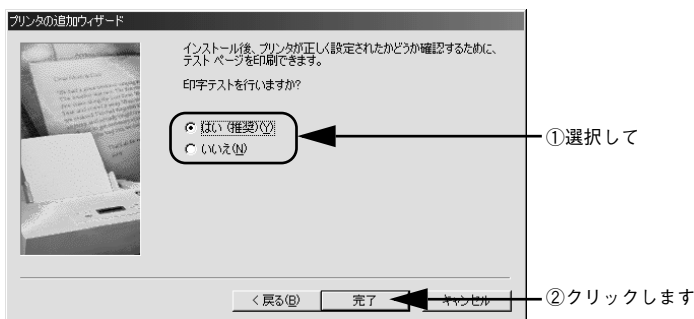 プリンタの追加ウィザード
インストール後、プリンタが正しく設定されたかどうか確認するために、
テスト ページを印刷できます。
印字テストを行いますか?
はい (推奨)(Y)
①選択して
いいえ(N)
< 戻る(B)
完了
キャンセル
②クリックします